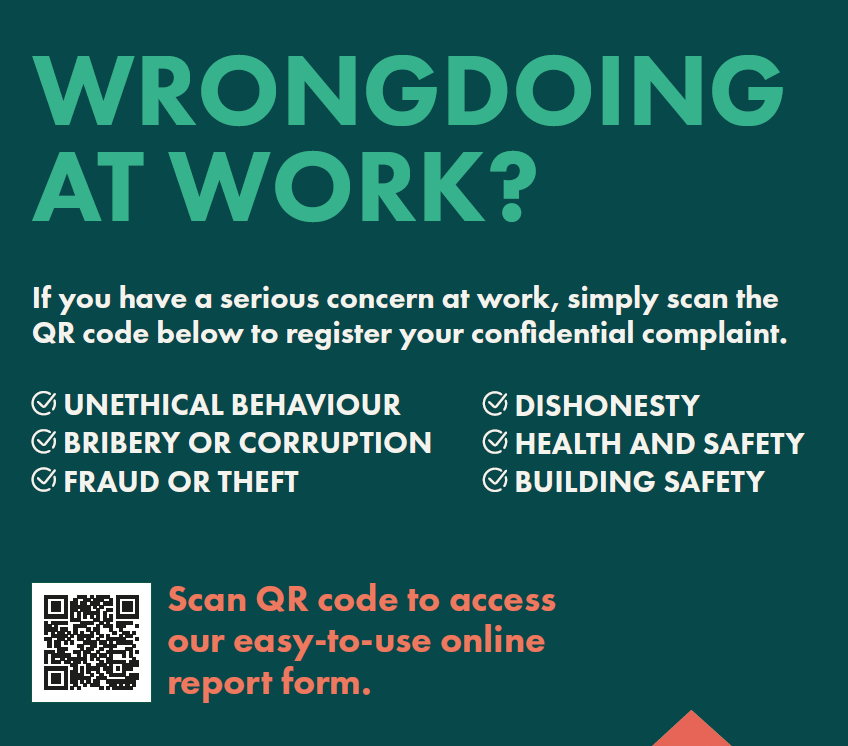 WRONGDOING
AT WORK?
If you have a serious concern at work, simply scan the
QR code below to register your confidential complaint.
UNETHICAL BEHAVIOUR
BRIBERY OR CORRUPTION
FRAUD OR THEFT
DISHONESTY
HEALTH AND SAFETY
BUILDING SAFETY
Scan QR code to access
our easy-to-use online
report form.